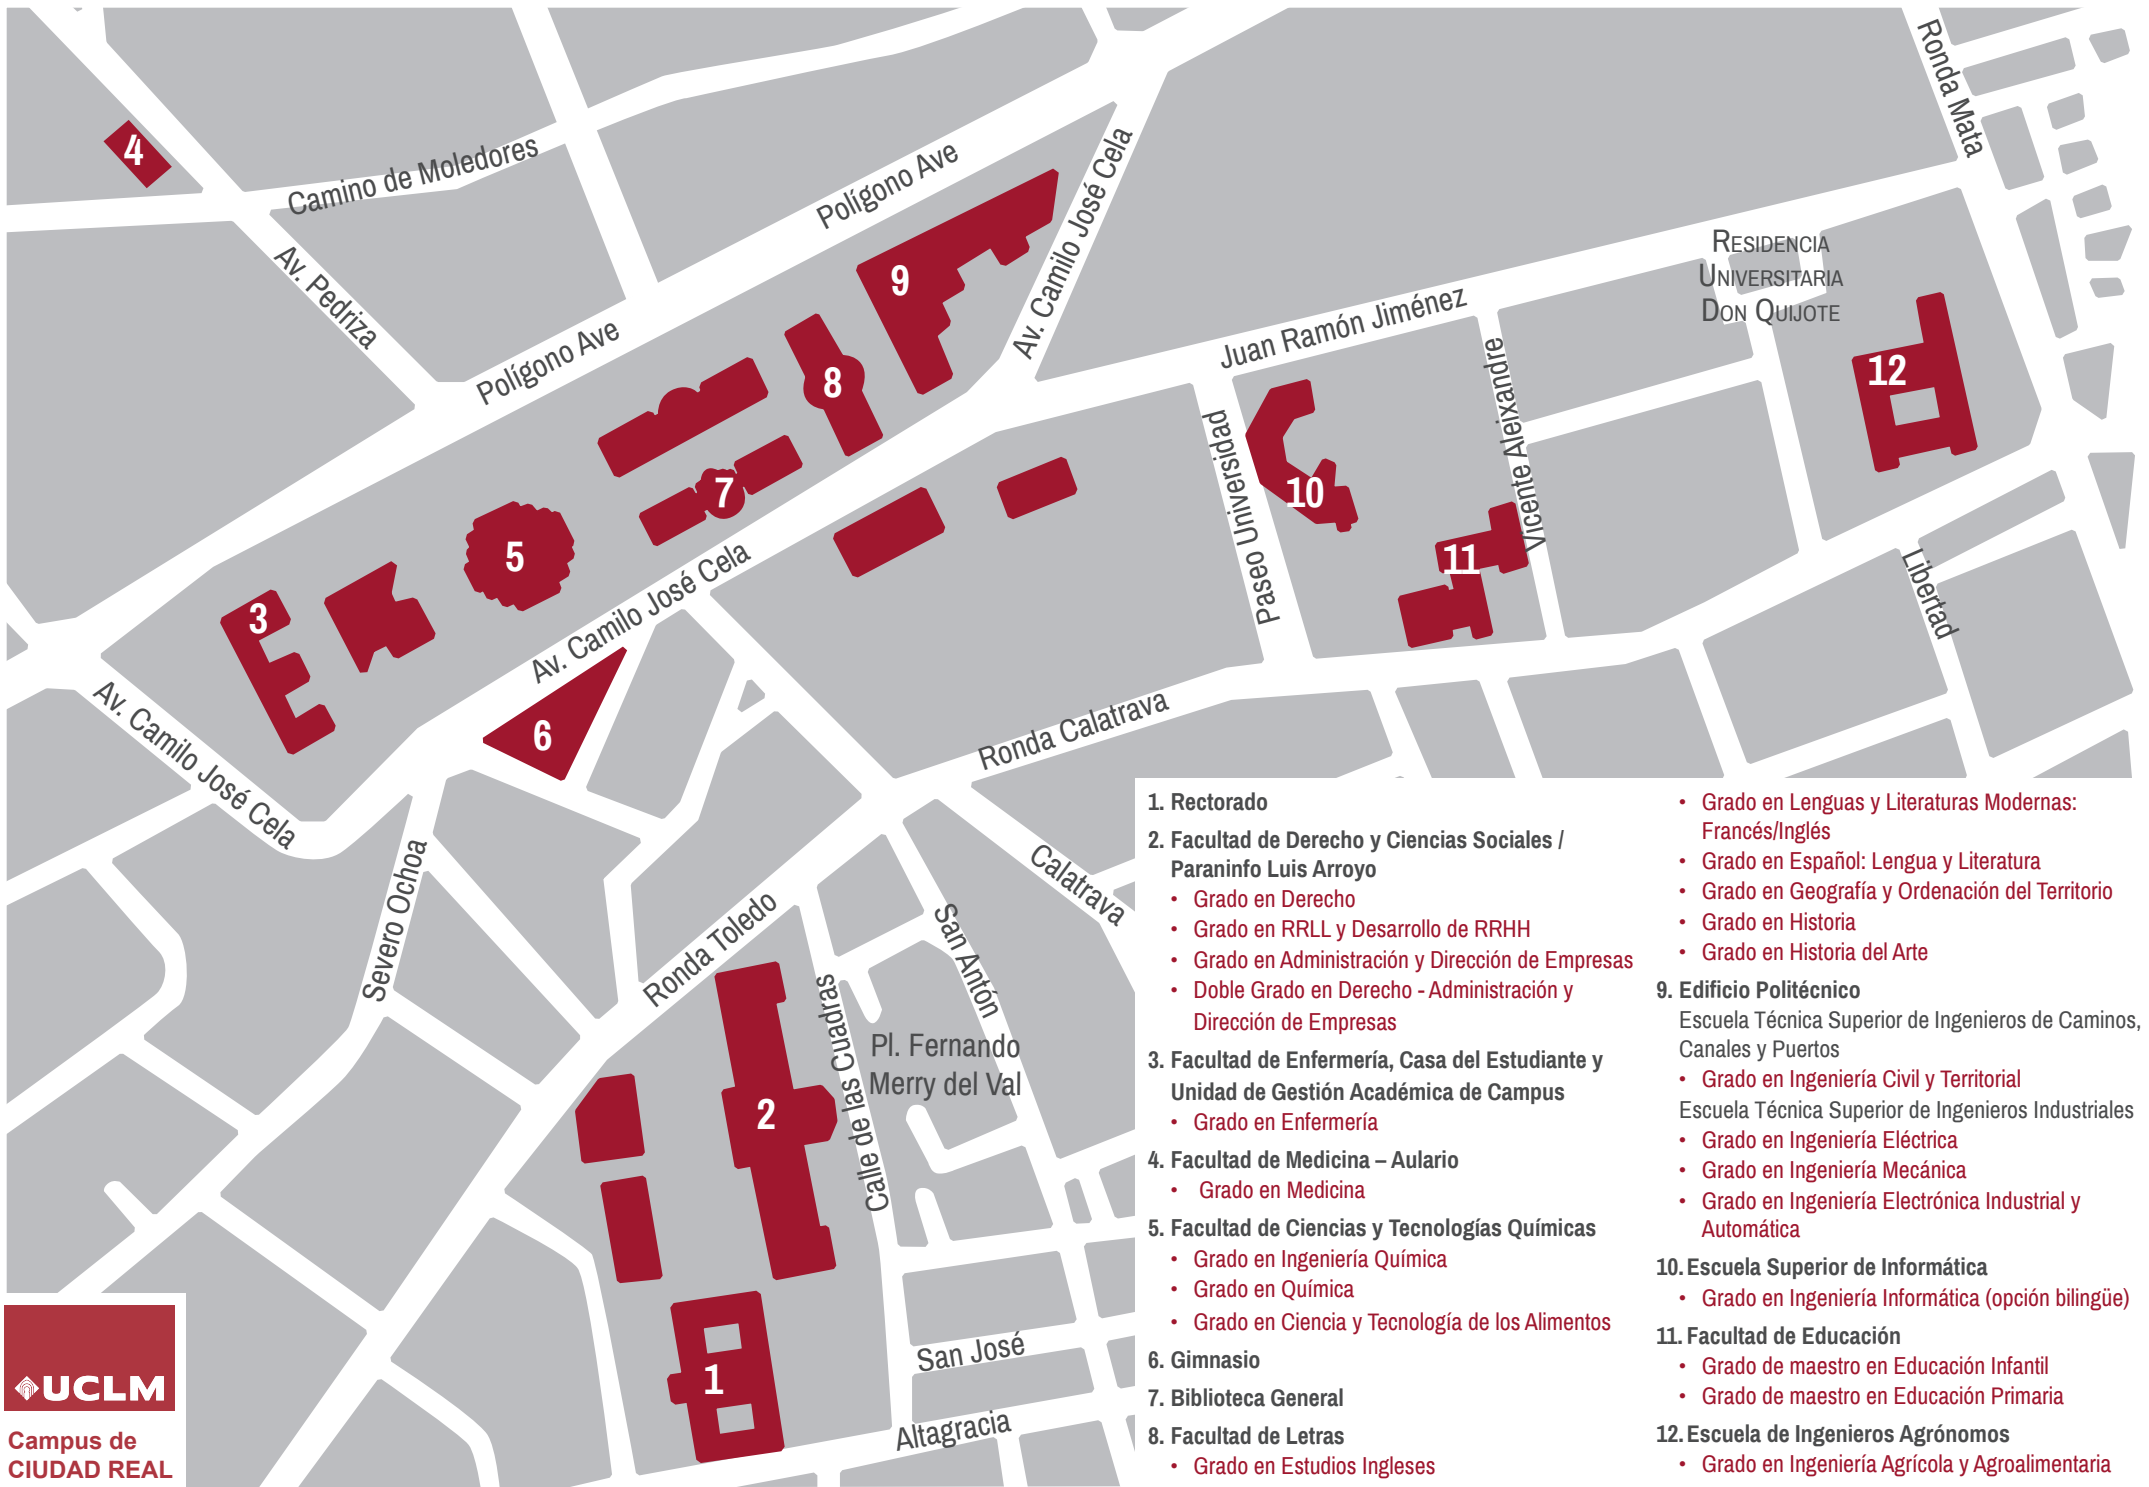 Ronda Mata
4
Camino de Moledores
Polígono Ave
Av. Camilo José Cela
Av. Pedriza
9
RESIDENCIA
UNIVERSITARIA
DON QUIJOTE
Polígono Ave
Juan Ramón Jiménez
8
12
Vicente Aleixandre
Paseo Universidad
7
10
5
11
3
Av. Camilo José Cela
Libertad
6
Av. Camilo José Cela
Ronda Calatrava
Severo Ochoa
Calatrava
Ronda Toledo
San Antón
Calle de las Cuadras
Pl. Fernando
Merry del Val
2
San José
1
Altagracia
UCLM
Campus de
CIUDAD REAL
1. Rectorado
2. Facultad de Derecho y Ciencias Sociales /
Paraninfo Luis Arroyo
• Grado en Derecho
• Grado en RRLL y Desarrollo de RRHH
• Grado en Administración y Dirección de Empresas
• Doble Grado en Derecho - Administración y
Dirección de Empresas
3. Facultad de Enfermería, Casa del Estudiante y
Unidad de Gestión Académica de Campus
• Grado en Enfermería
4. Facultad de Medicina – Aulario
• Grado en Medicina
5. Facultad de Ciencias y Tecnologías Químicas
• Grado en Ingeniería Química
• Grado en Química
• Grado en Ciencia y Tecnología de los Alimentos
6. Gimnasio
7. Biblioteca General
8. Facultad de Letras
• Grado en Estudios Ingleses
• Grado en Lenguas y Literaturas Modernas:
Francés/Inglés
• Grado en Español: Lengua y Literatura
• Grado en Geografía y Ordenación del Territorio
• Grado en Historia
• Grado en Historia del Arte
9. Edificio Politécnico
Escuela Técnica Superior de Ingenieros de Caminos,
Canales y Puertos
• Grado en Ingeniería Civil y Territorial
Escuela Técnica Superior de Ingenieros Industriales
• Grado en Ingeniería Eléctrica
• Grado en Ingeniería Mecánica
• Grado en Ingeniería Electrónica Industrial y
Automática
10. Escuela Superior de Informática
• Grado en Ingeniería Informática (opción bilingüe)
11. Facultad de Educación
• Grado de maestro en Educación Infantil
• Grado de maestro en Educación Primaria
12. Escuela de Ingenieros Agrónomos
• Grado en Ingeniería Agrícola y Agroalimentaria